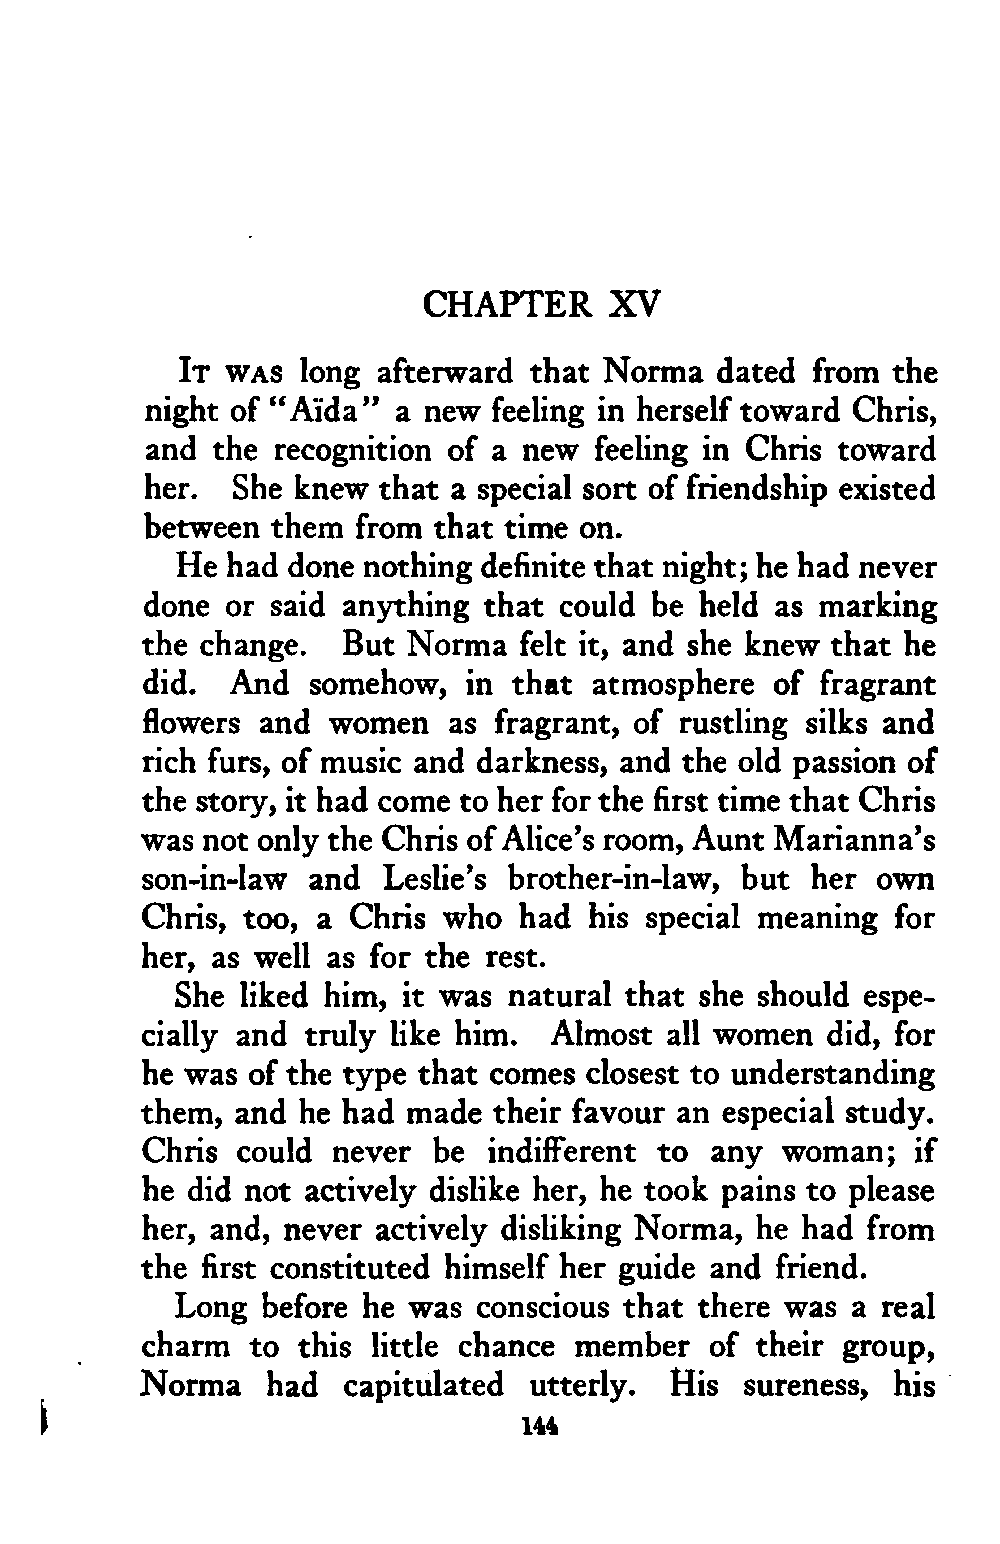 CHAPTER XV
IT WAS long afterward that Norma dated from the
night of “Aïda” a new feeling in herself toward Chris,
and the recognition of a new feeling in Chris toward
her. She knew that a special sort of friendship existed
between them from that time on.
He had done nothing definite that night; he had never
done or said anything that could be held as marking
the change. But Norma felt it, and she knew that he
did. And somehow, in that atmosphere of fragrant
flowers and women as fragrant, of rustling silks and
rich furs, of music and darkness, and the old passion of
the story, it had come to her for the first time that Chris
was not only the Chris of Alice’s room, Aunt Marianna’s
son-in-law and Leslie’s brother-in-law, but her own
Chris, too, a Chris who had his special meaning for
her, as well as for the rest.
She liked him, it was natural that she should espe-
cially and truly like him. Almost all women did, for
he was of the type that comes closest to understanding
them, and he had made their favour an especial study.
Chris could never be indifferent to any woman; if
he did not actively dislike her, he took pains to please
her, and, never actively disliking Norma, he had from
the first constituted himself her guide and friend.
Long before he was conscious that there was a real
charm to this little chance member of their group,
Norma had capitulated utterly. His sureness, his
144